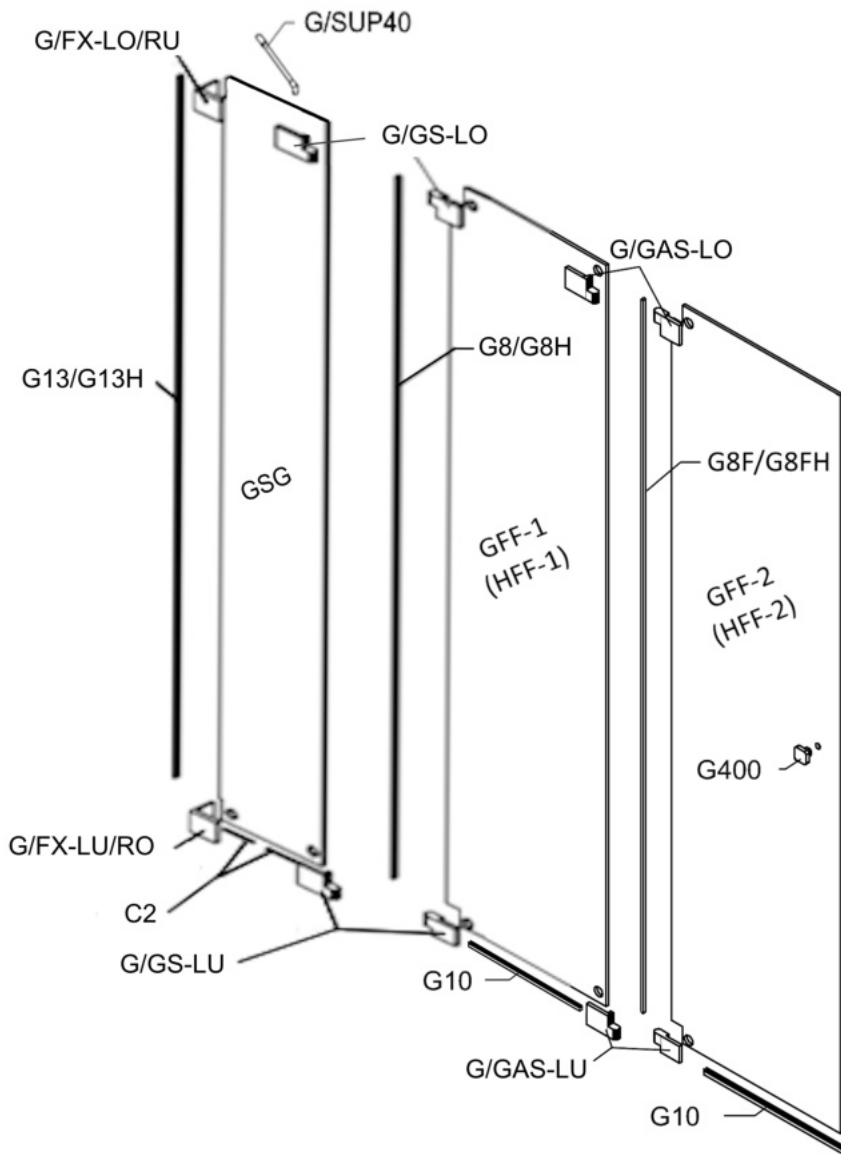 G/SUP40
G/FX-LO/RU
G/GS-LO
G/GAS-LO
G8/G8H
G13/G13H
G8F/G8FH
GSG
GFF-1
(HFF-1)
GFF-2
(HFF-2)
G400
G/FX-LU/RO
C2
G/GS-LU
G10
G/GAS-LU
G10